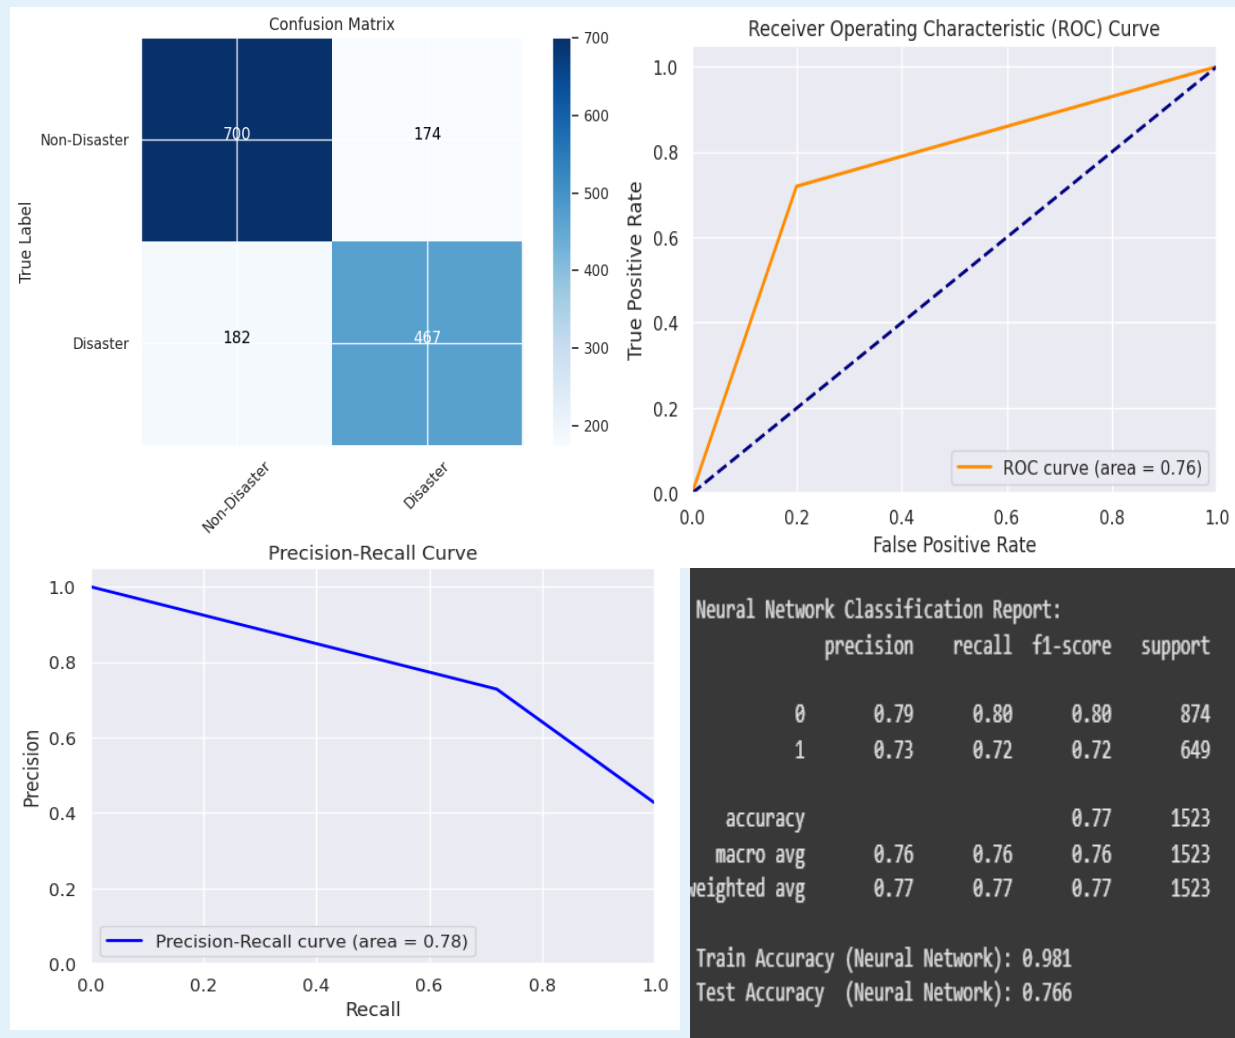 Confusion Matrix
True Label
Non-Disaster
Disaster
700
174
182
467
Non-Disaster
Disaster
700
600
500
400
300
200
Receiver Operating Characteristic (ROC) Curve
True Positive Rate
1.0
0.8
0.6
0.4
0.2
0.0
0.0 0.2 0.4 0.6 0.8 1.0
False Positive Rate
ROC curve (area = 0.76)
Precision-Recall Curve
Precision
1.0
0.8
0.6
0.4
0.2
0.0
0.0 0.2 0.4 0.6 0.8 1.0
Recall
Precision-Recall curve (area = 0.78)
Neural Network Classification Report:
precision recall f1-score support
0 0.79 0.80 0.80 874
1 0.73 0.72 0.72 649
accuracy 0.77 1523
macro avg 0.76 0.76 0.76 1523
weighted avg 0.77 0.77 0.77 1523
Train Accuracy (Neural Network): 0.981
Test Accuracy (Neural Network): 0.766